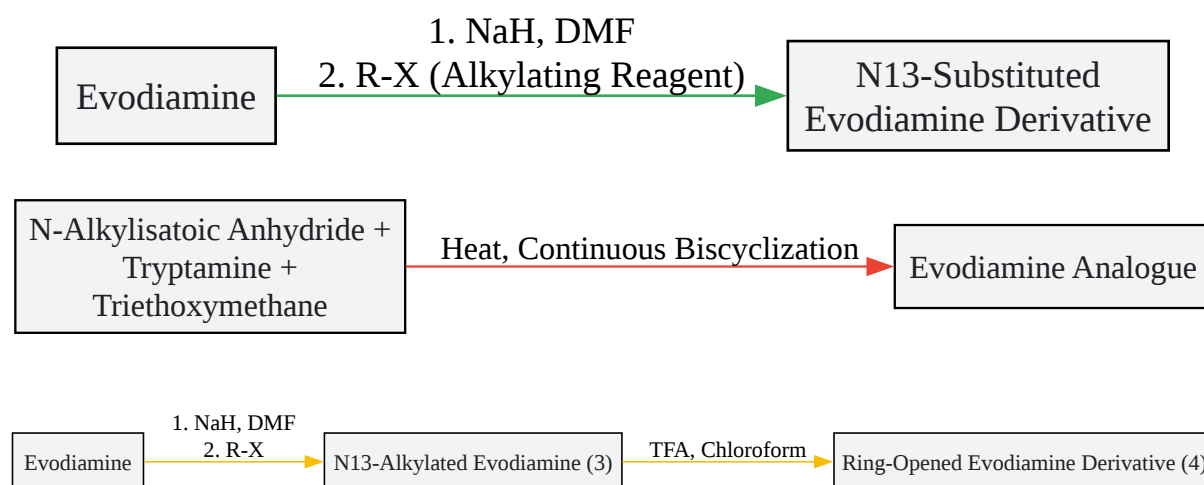 1. NaH, DMF
2. R-X (Alkylating Reagent)
Evodiamine
N13-Substituted
Evodiamine Derivative
N-Alkylisatoic Anhydride +
Tryptamine +
Triethoxymethane
Heat, Continuous Biscyclization
Evodiamine Analogue
1. NaH, DMF
2. R-X
Evodiamine
N13-Alkylated Evodiamine (3)
TFA, Chloroform
Ring-Opened Evodiamine Derivative (4)